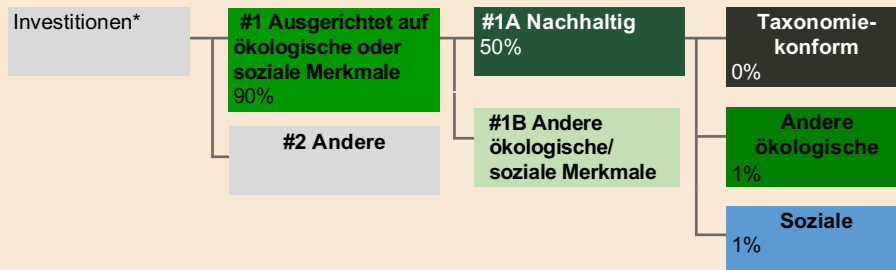 Investitionen*
#1 Ausgerichtet auf
ökologische oder
soziale Merkmale
90%
#2 Andere
#1A Nachhaltig
50%
#1B Andere
ökologische/
soziale Merkmale
Taxonomie-
konform
0%
Andere
ökologische
1%
Soziale
1%